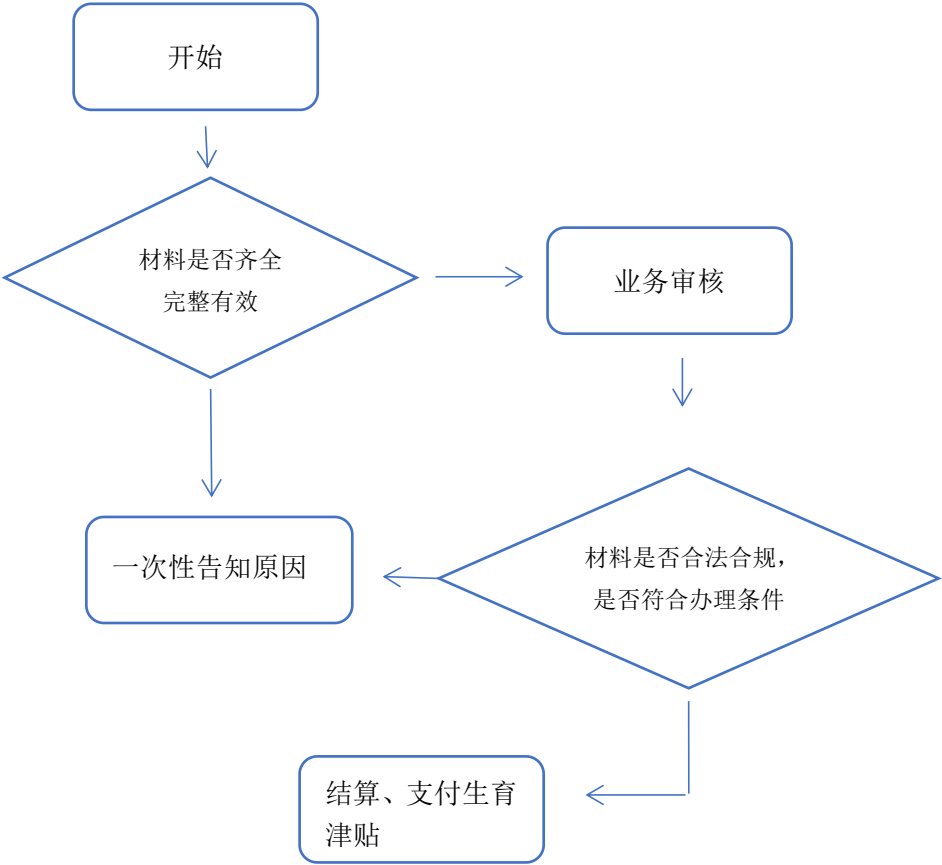 开始
材料是否齐全
完整有效
业务审核
一次性告知原因
材料是否合法合规，
是否符合办理条件
结算、支付生育
津贴